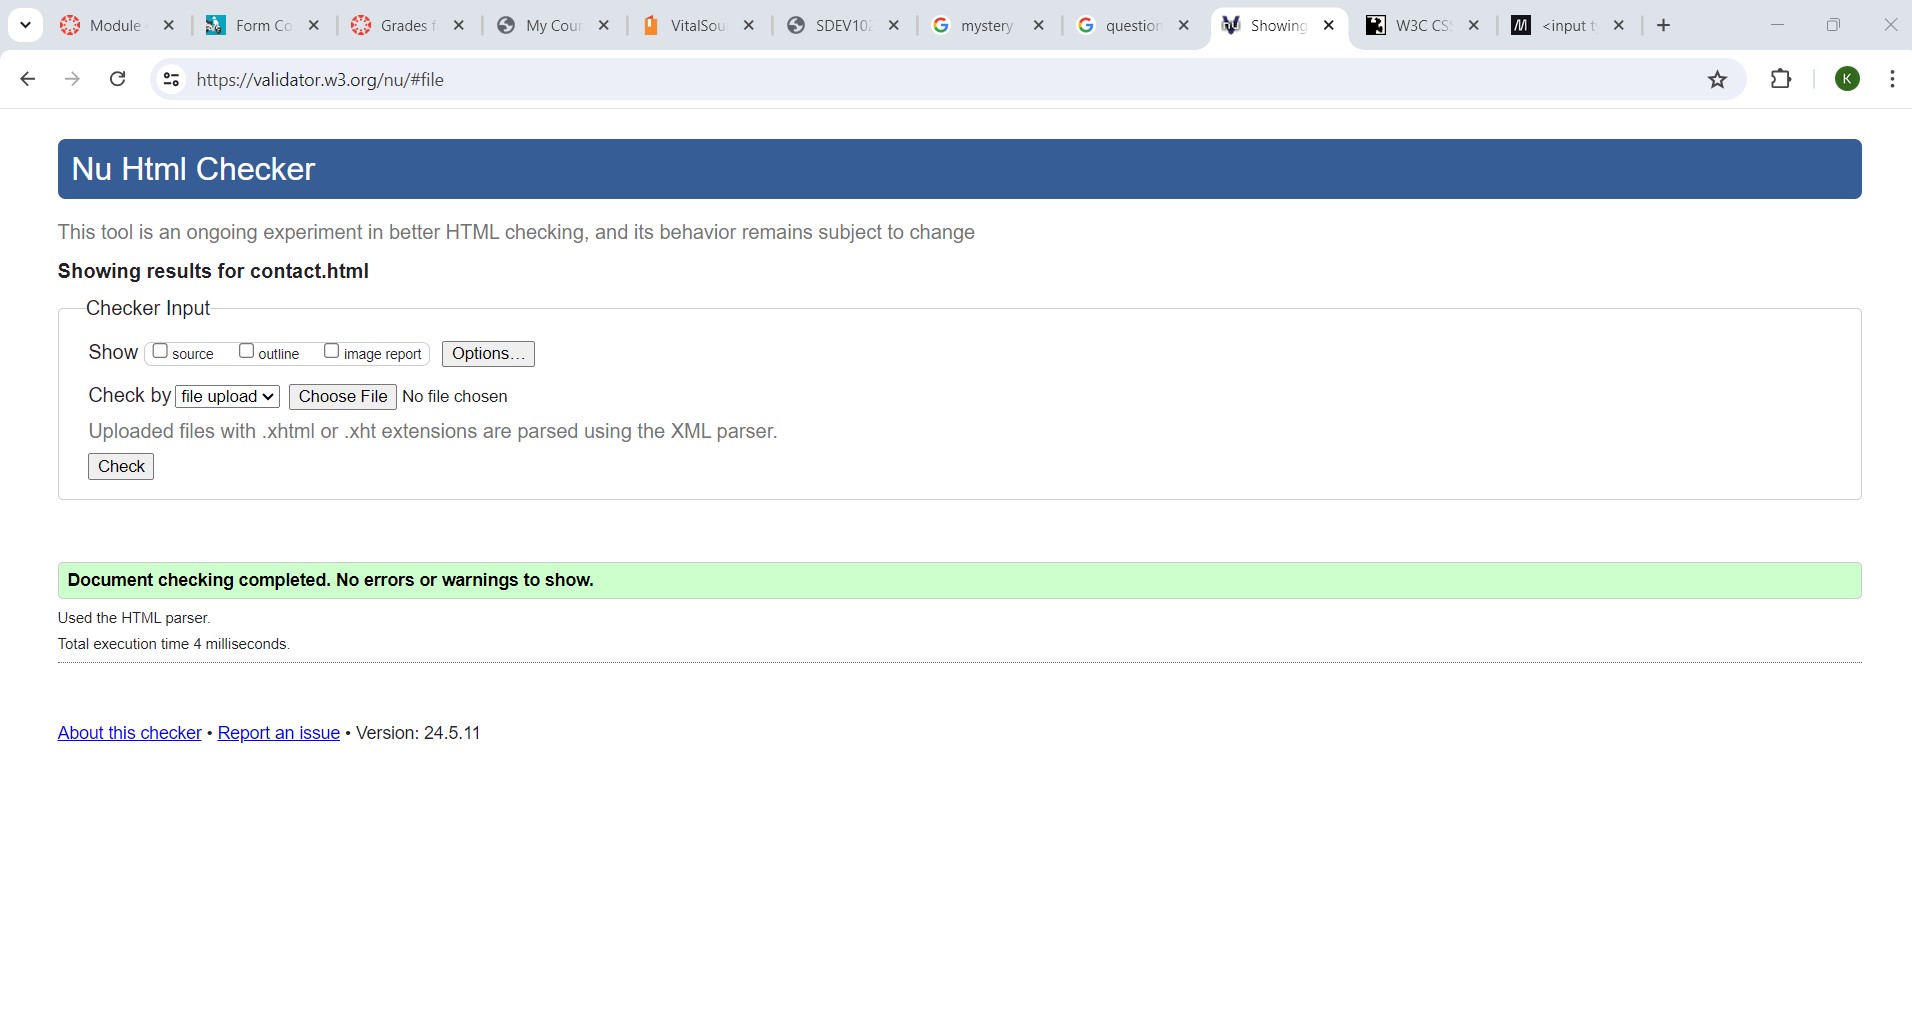 Module
Form Co
Grades f
My Cour
VitalSou
SDEV102
mystery
question
Showing
W3C CS
<input t
https://validator.w3.org/nu/#file
K
Nu Html Checker
This tool is an ongoing experiment in better HTML checking, and its behavior remains subject to change
Showing results for contact.html
Checker Input
Show source outline image report Options...
Check by file upload Choose File No file chosen
Uploaded files with .xhtml or .xht extensions are parsed using the XML parser.
Check
Document checking completed. No errors or warnings to show.
Used the HTML parser.
Total execution time 4 milliseconds.
About this checker • Report an issue • Version: 24.5.11